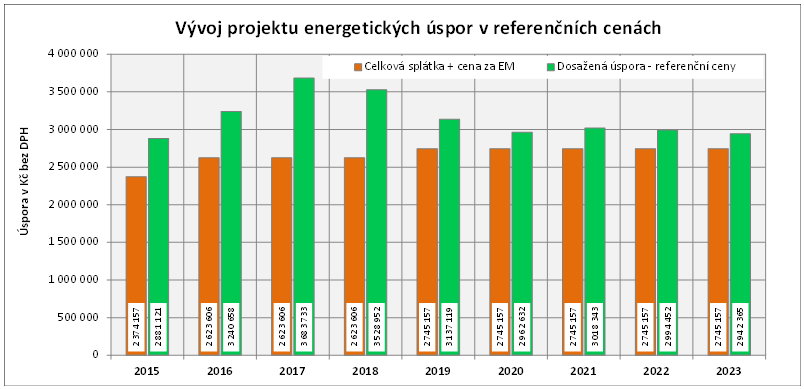 Vývoj projektu energetických úspor v referenčních cenách
Celková splátka + cena za EM
Dosažená úspora - referenční ceny
Úspora v Kč bez DPH
4 000 000
3 500 000
3 000 000
2 500 000
2 000 000
1 500 000
1 000 000
500 000
0
2 374 157
2 881 121
2 623 606
3 240 658
2 623 606
3 683 733
2 623 606
3 528 952
2 745 157
3 137 119
2 745 157
2 962 632
2 745 157
3 018 343
2 745 157
2 994 452
2 745 157
2 942 365
2015 2016 2017 2018 2019 2020 2021 2022 2023